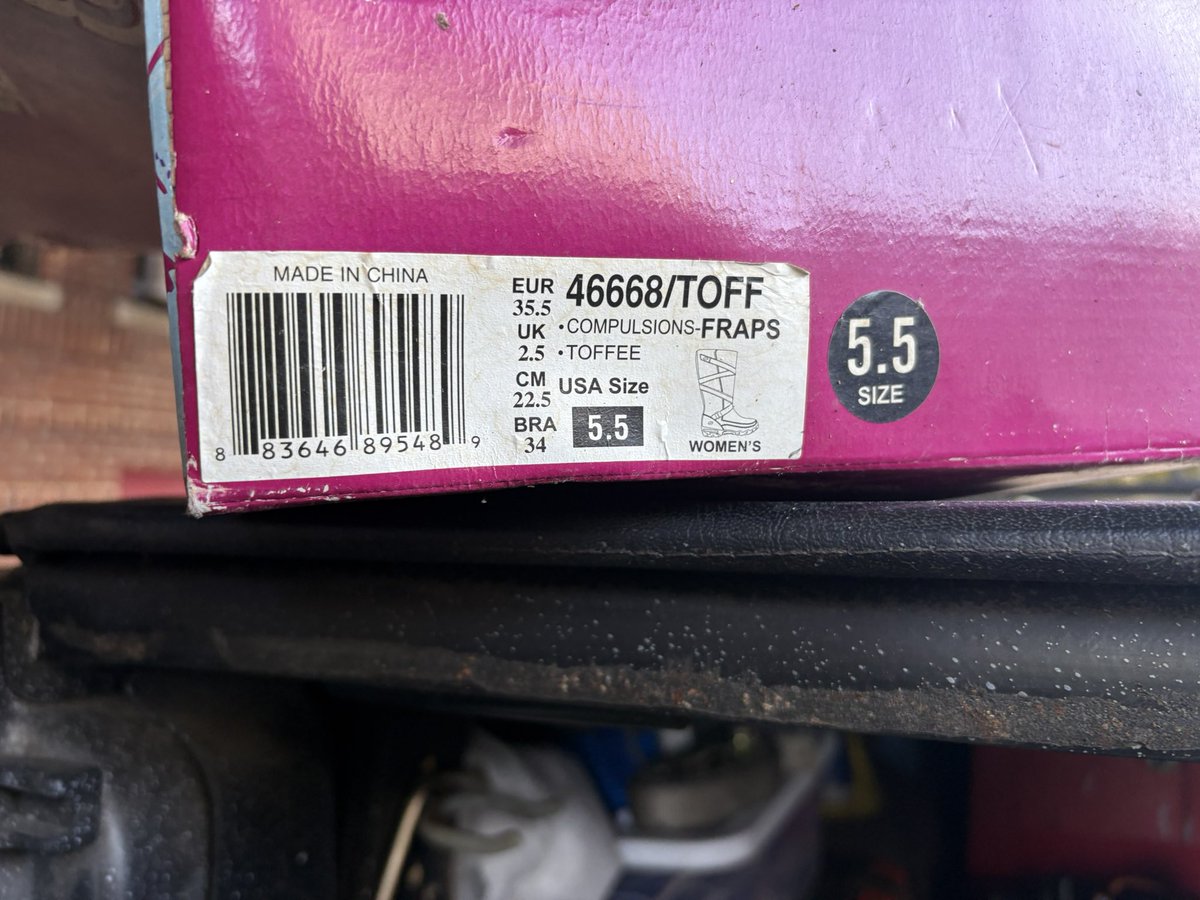 MADE IN CHINA
8 83646 89548 9
EUR
35.5
UK
2.5
CM
22.5
BRA
34
46668/TOFF
•COMPULSIONS-FRAPS
•TOFFEE
USA Size
5.5
WOMEN'S
5.5
SIZE